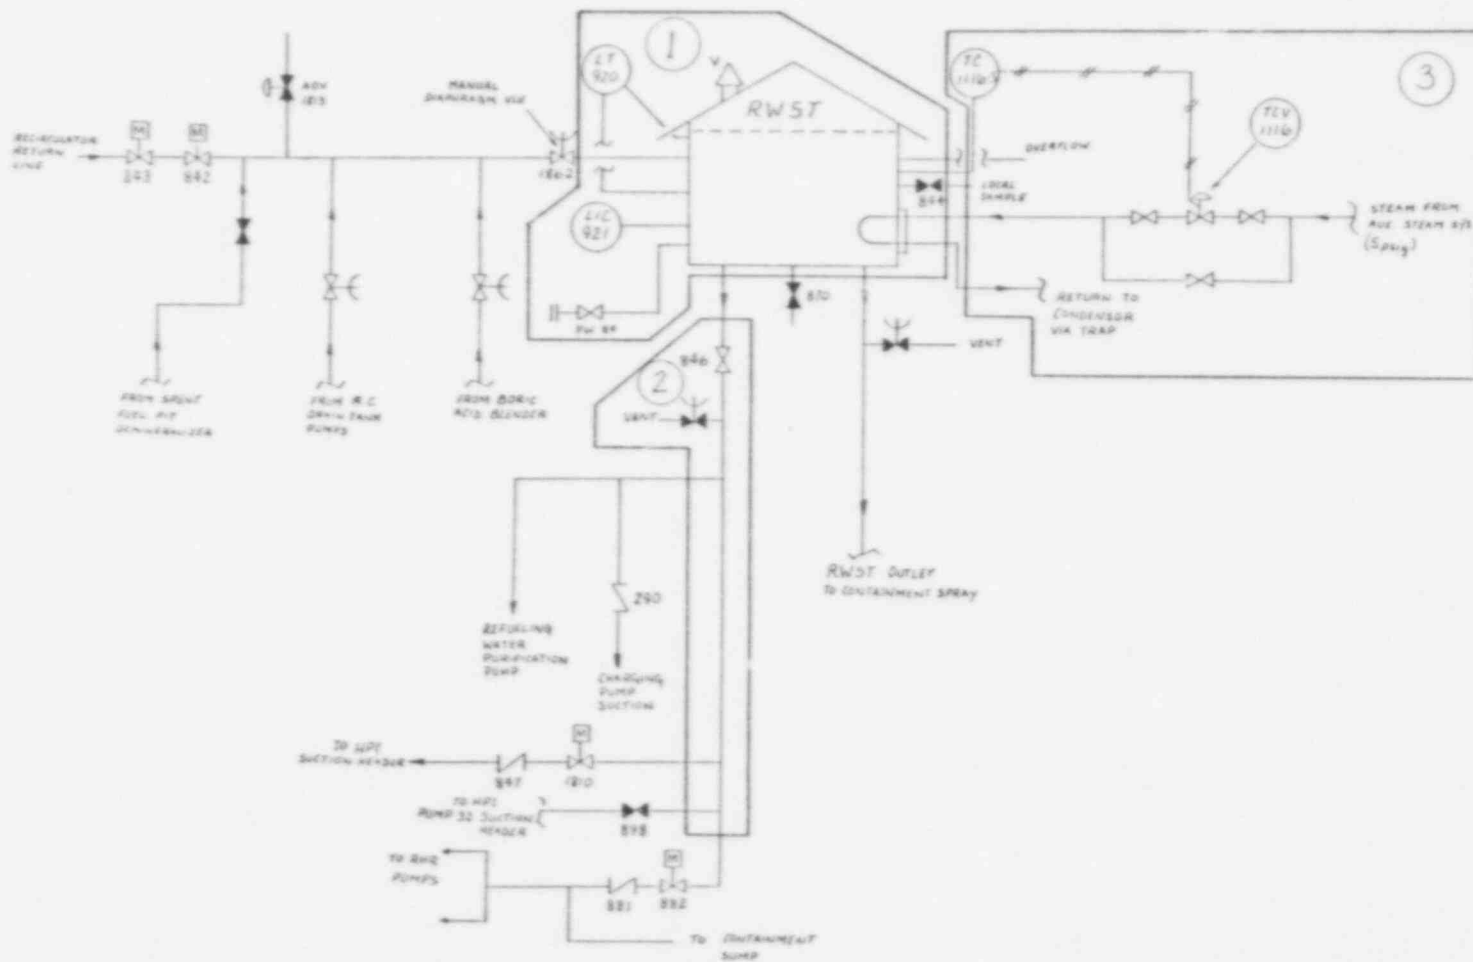 1
LT
920
V
RWST
TC
1116
3
TCV
1116
AOV
1813
MANUAL
DIAPHRAGM VLV
M
M
RECIRCULATION
RETURN
LINE
843
842
1862
OVERFLOW
LOCAL
SAMPLE
894
LIC
921
STEAM FROM
AUX. STEAM SYS
(5 psig)
PW 84
870
RETURN TO
CONDENSOR
VIA TRAP
846
VENT
2
VENT
FROM SPENT
FUEL PIT
DEMINERALIZER
FROM R.C.
DRAIN TANK
PUMPS
FROM BORIC
ACID BLENDER
RWST OUTLET
TO CONTAINMENT SPRAY
290
REFUELING
WATER
PURIFICATION
PUMP
CHARGING
PUMP
SUCTION
M
TO HPI
SUCTION HEADER
847
1810
TO HPI
PUMP 32 SUCTION
HEADER
898
M
TO RHR
PUMPS
881
882
TO CONTAINMENT
SUMP